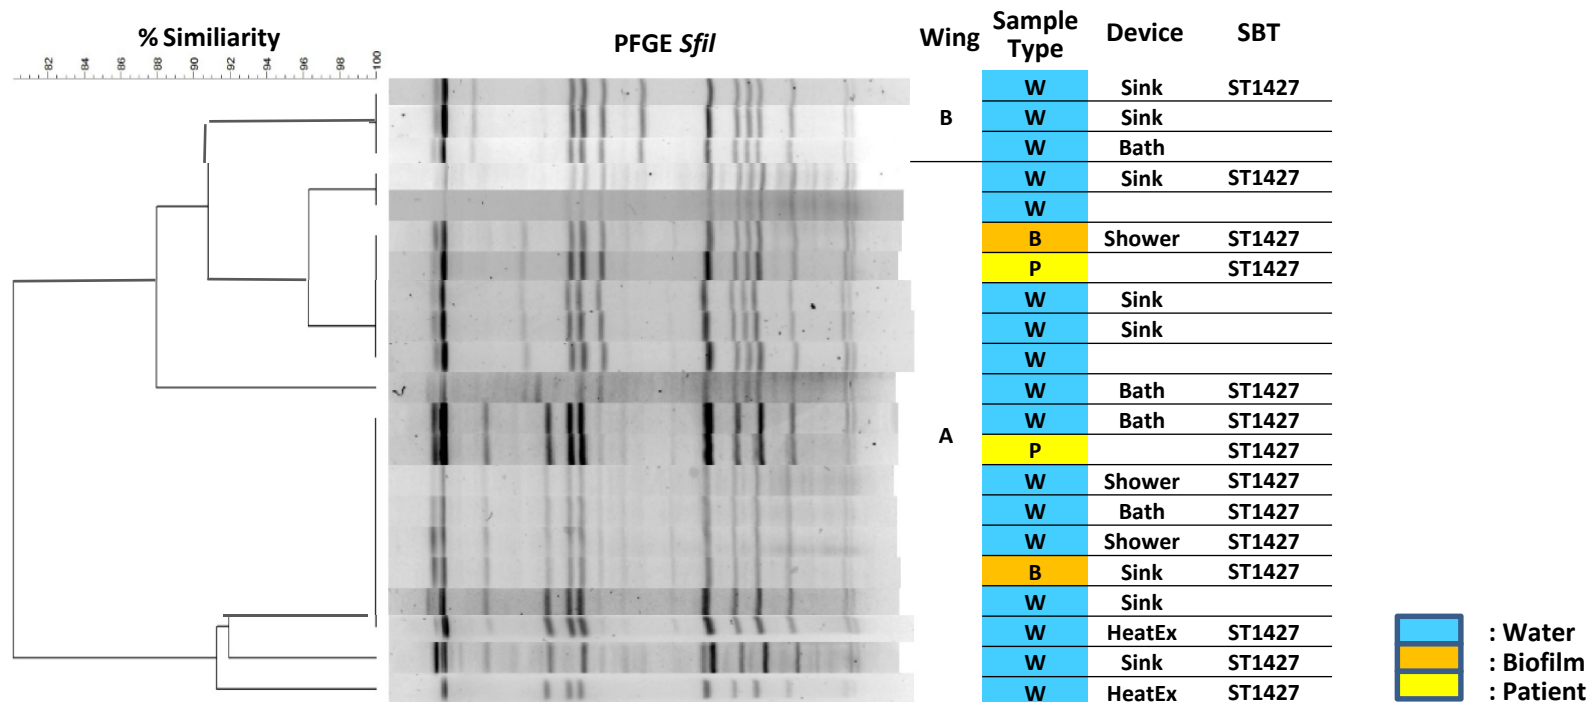 % Similiarity
PFGE SfiI
Wing
Sample Type
Device
SBT
82 84 86 88 90 92 94 96 98 100
W Sink ST1427
B W Sink
W Bath
W Sink ST1427
W
B Shower ST1427
P ST1427
W Sink
W Sink
W
W Bath ST1427
W Bath ST1427
A
P ST1427
W Shower ST1427
W Bath ST1427
W Shower ST1427
B Sink ST1427
W Sink
W HeatEx ST1427
W Sink ST1427
W HeatEx ST1427
: Water
: Biofilm
: Patient